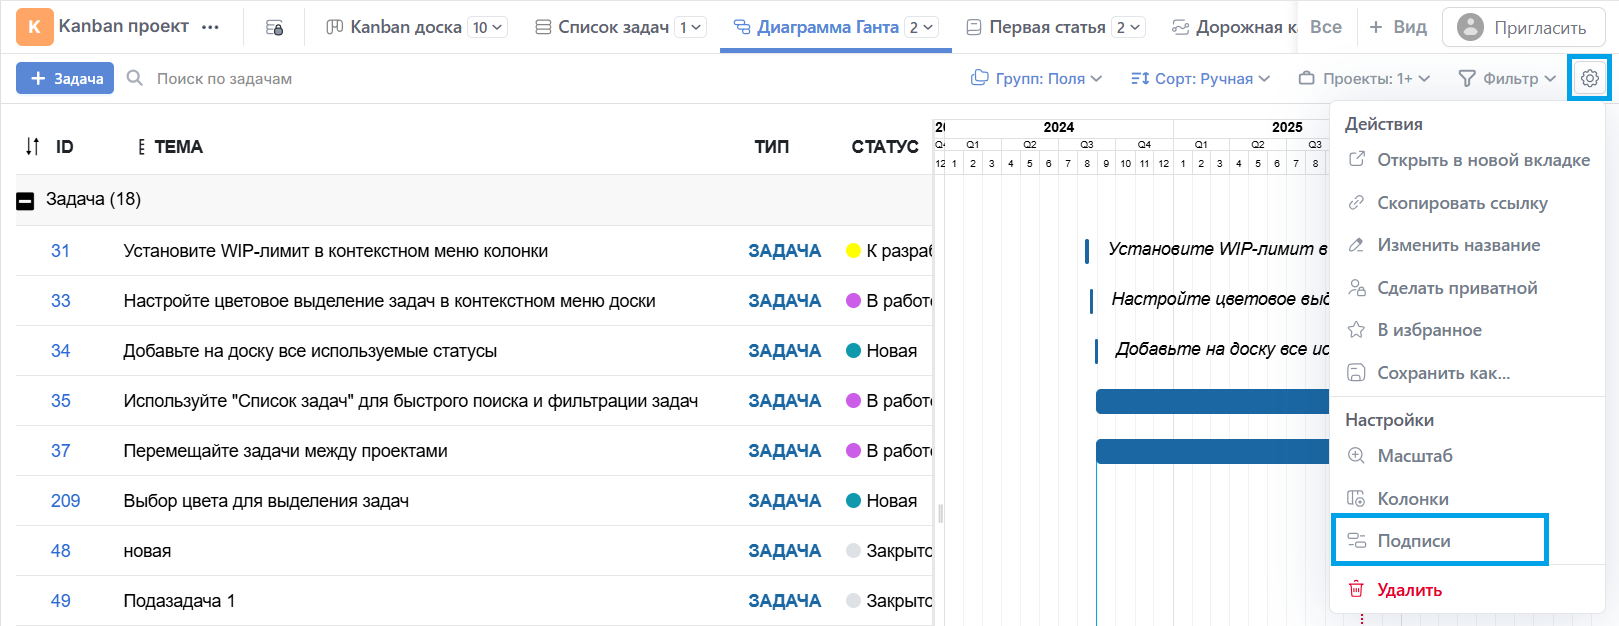 K Kanban проект ••• Kanban доска 10 Список задач 1 Диаграмма Ганта 2 Первая статья 2 Дорожная к Все + Вид Пригласить
+ Задача Поиск по задачам Групп: Поля Сорт: Ручная Проекты: 1+ Фильтр
ID ТЕМА ТИП СТАТУС
20 2024 2025
Q4 Q1 Q2 Q3 Q4 Q1 Q2 Q3
12 1 2 3 4 5 6 7 8 9 10 11 12 1 2 3 4 5 6 7 8
Задача (18)
31 Установите WIP-лимит в контекстном меню колонки ЗАДАЧА К разраб Установите WIP-лимит в
33 Настройте цветовое выделение задач в контекстном меню доски ЗАДАЧА В работе Настройте цветовое выд
34 Добавьте на доску все используемые статусы ЗАДАЧА Новая Добавьте на доску все ис
35 Используйте "Список задач" для быстрого поиска и фильтрации задач ЗАДАЧА В работе
37 Перемещайте задачи между проектами ЗАДАЧА В работе
209 Выбор цвета для выделения задач ЗАДАЧА Новая
48 новая ЗАДАЧА Закрыто
49 Подазадача 1 ЗАДАЧА Закрыто
Действия
Открыть в новой вкладке
Скопировать ссылку
Изменить название
Сделать приватной
В избранное
Сохранить как...
Настройки
Масштаб
Колонки
Подписи
Удалить